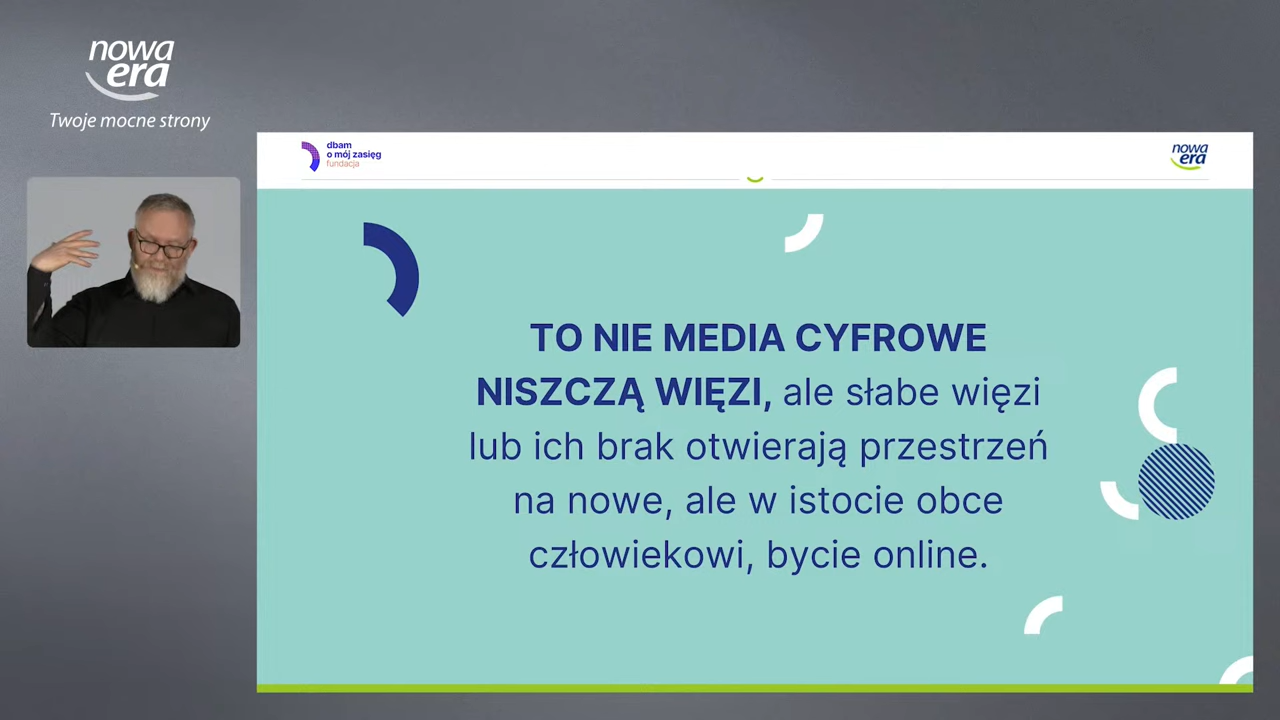 nowa
era
Twoje mocne strony
dbam
o mój zasięg
fundacja
nowa
era
TO NIE MEDIA CYFROWE
NISZCZĄ WIĘZI, ale słabe więzi
lub ich brak otwierają przestrzeń
na nowe, ale w istocie obce
człowiekowi, bycie online.